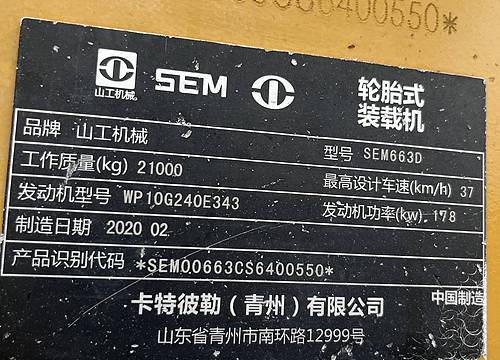 6400550*
山工机械 SEM 轮胎式
装载机
品牌 山工机械 型号 SEM663D
工作质量(kg) 21000 最高设计车速(km/h) 37
发动机型号 WP10G240E343 发动机功率(kw) 178
制造日期 2020 02
产品识别代码 *SEM00663CS6400550*
卡特彼勒（青州）有限公司 中国制造
山东省青州市南环路12999号